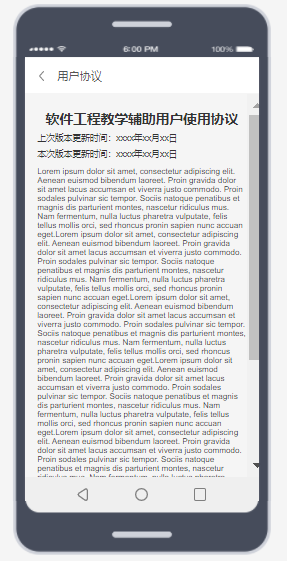 6:00 PM 100%
用户协议
软件工程教学辅助用户使用协议
上次版本更新时间：xxxx年xx月xx日
本次版本更新时间：xxxx年xx月xx日
Lorem ipsum dolor sit amet, consectetur adipiscing elit.
Aenean euismod bibendum laoreet. Proin gravida dolor
sit amet lacus accumsan et viverra justo commodo. Proin
sodales pulvinar sic tempor. Sociis natoque penatibus et
magnis dis parturient montes, nascetur ridiculus mus.
Nam fermentum, nulla luctus pharetra vulputate, felis
tellus mollis orci, sed rhoncus pronin sapien nunc
accuan eget.Lorem ipsum dolor sit amet, consectetur
adipiscing elit. Aenean euismod bibendum laoreet. Proin
gravida dolor sit amet lacus accumsan et viverra justo
commodo. Proin sodales pulvinar sic tempor. Sociis natoque
penatibus et magnis dis parturient montes, nascetur
ridiculus mus. Nam fermentum, nulla luctus pharetra
vulputate, felis tellus mollis orci, sed rhoncus pronin
sapien nunc accuan eget.Lorem ipsum dolor sit amet,
consectetur adipiscing elit. Aenean euismod bibendum
laoreet. Proin gravida dolor sit amet lacus accumsan et
viverra justo commodo. Proin sodales pulvinar sic tempor.
Sociis natoque penatibus et magnis dis parturient montes,
nascetur ridiculus mus. Nam fermentum, nulla luctus
pharetra vulputate, felis tellus mollis orci, sed rhoncus
pronin sapien nunc accuan eget.Lorem ipsum dolor sit
amet, consectetur adipiscing elit. Aenean euismod
bibendum laoreet. Proin gravida dolor sit amet lacus
accumsan et viverra justo commodo. Proin sodales
pulvinar sic tempor. Sociis natoque penatibus et magnis
dis parturient montes, nascetur ridiculus mus. Nam
fermentum, nulla luctus pharetra vulputate, felis tellus
mollis orci, sed rhoncus pronin sapien nunc accuan
eget.Lorem ipsum dolor sit amet, consectetur adipiscing
elit. Aenean euismod bibendum laoreet. Proin gravida
dolor sit amet lacus accumsan et viverra justo commodo.
Proin sodales pulvinar sic tempor. Sociis natoque
penatibus et magnis dis parturient montes, nascetur